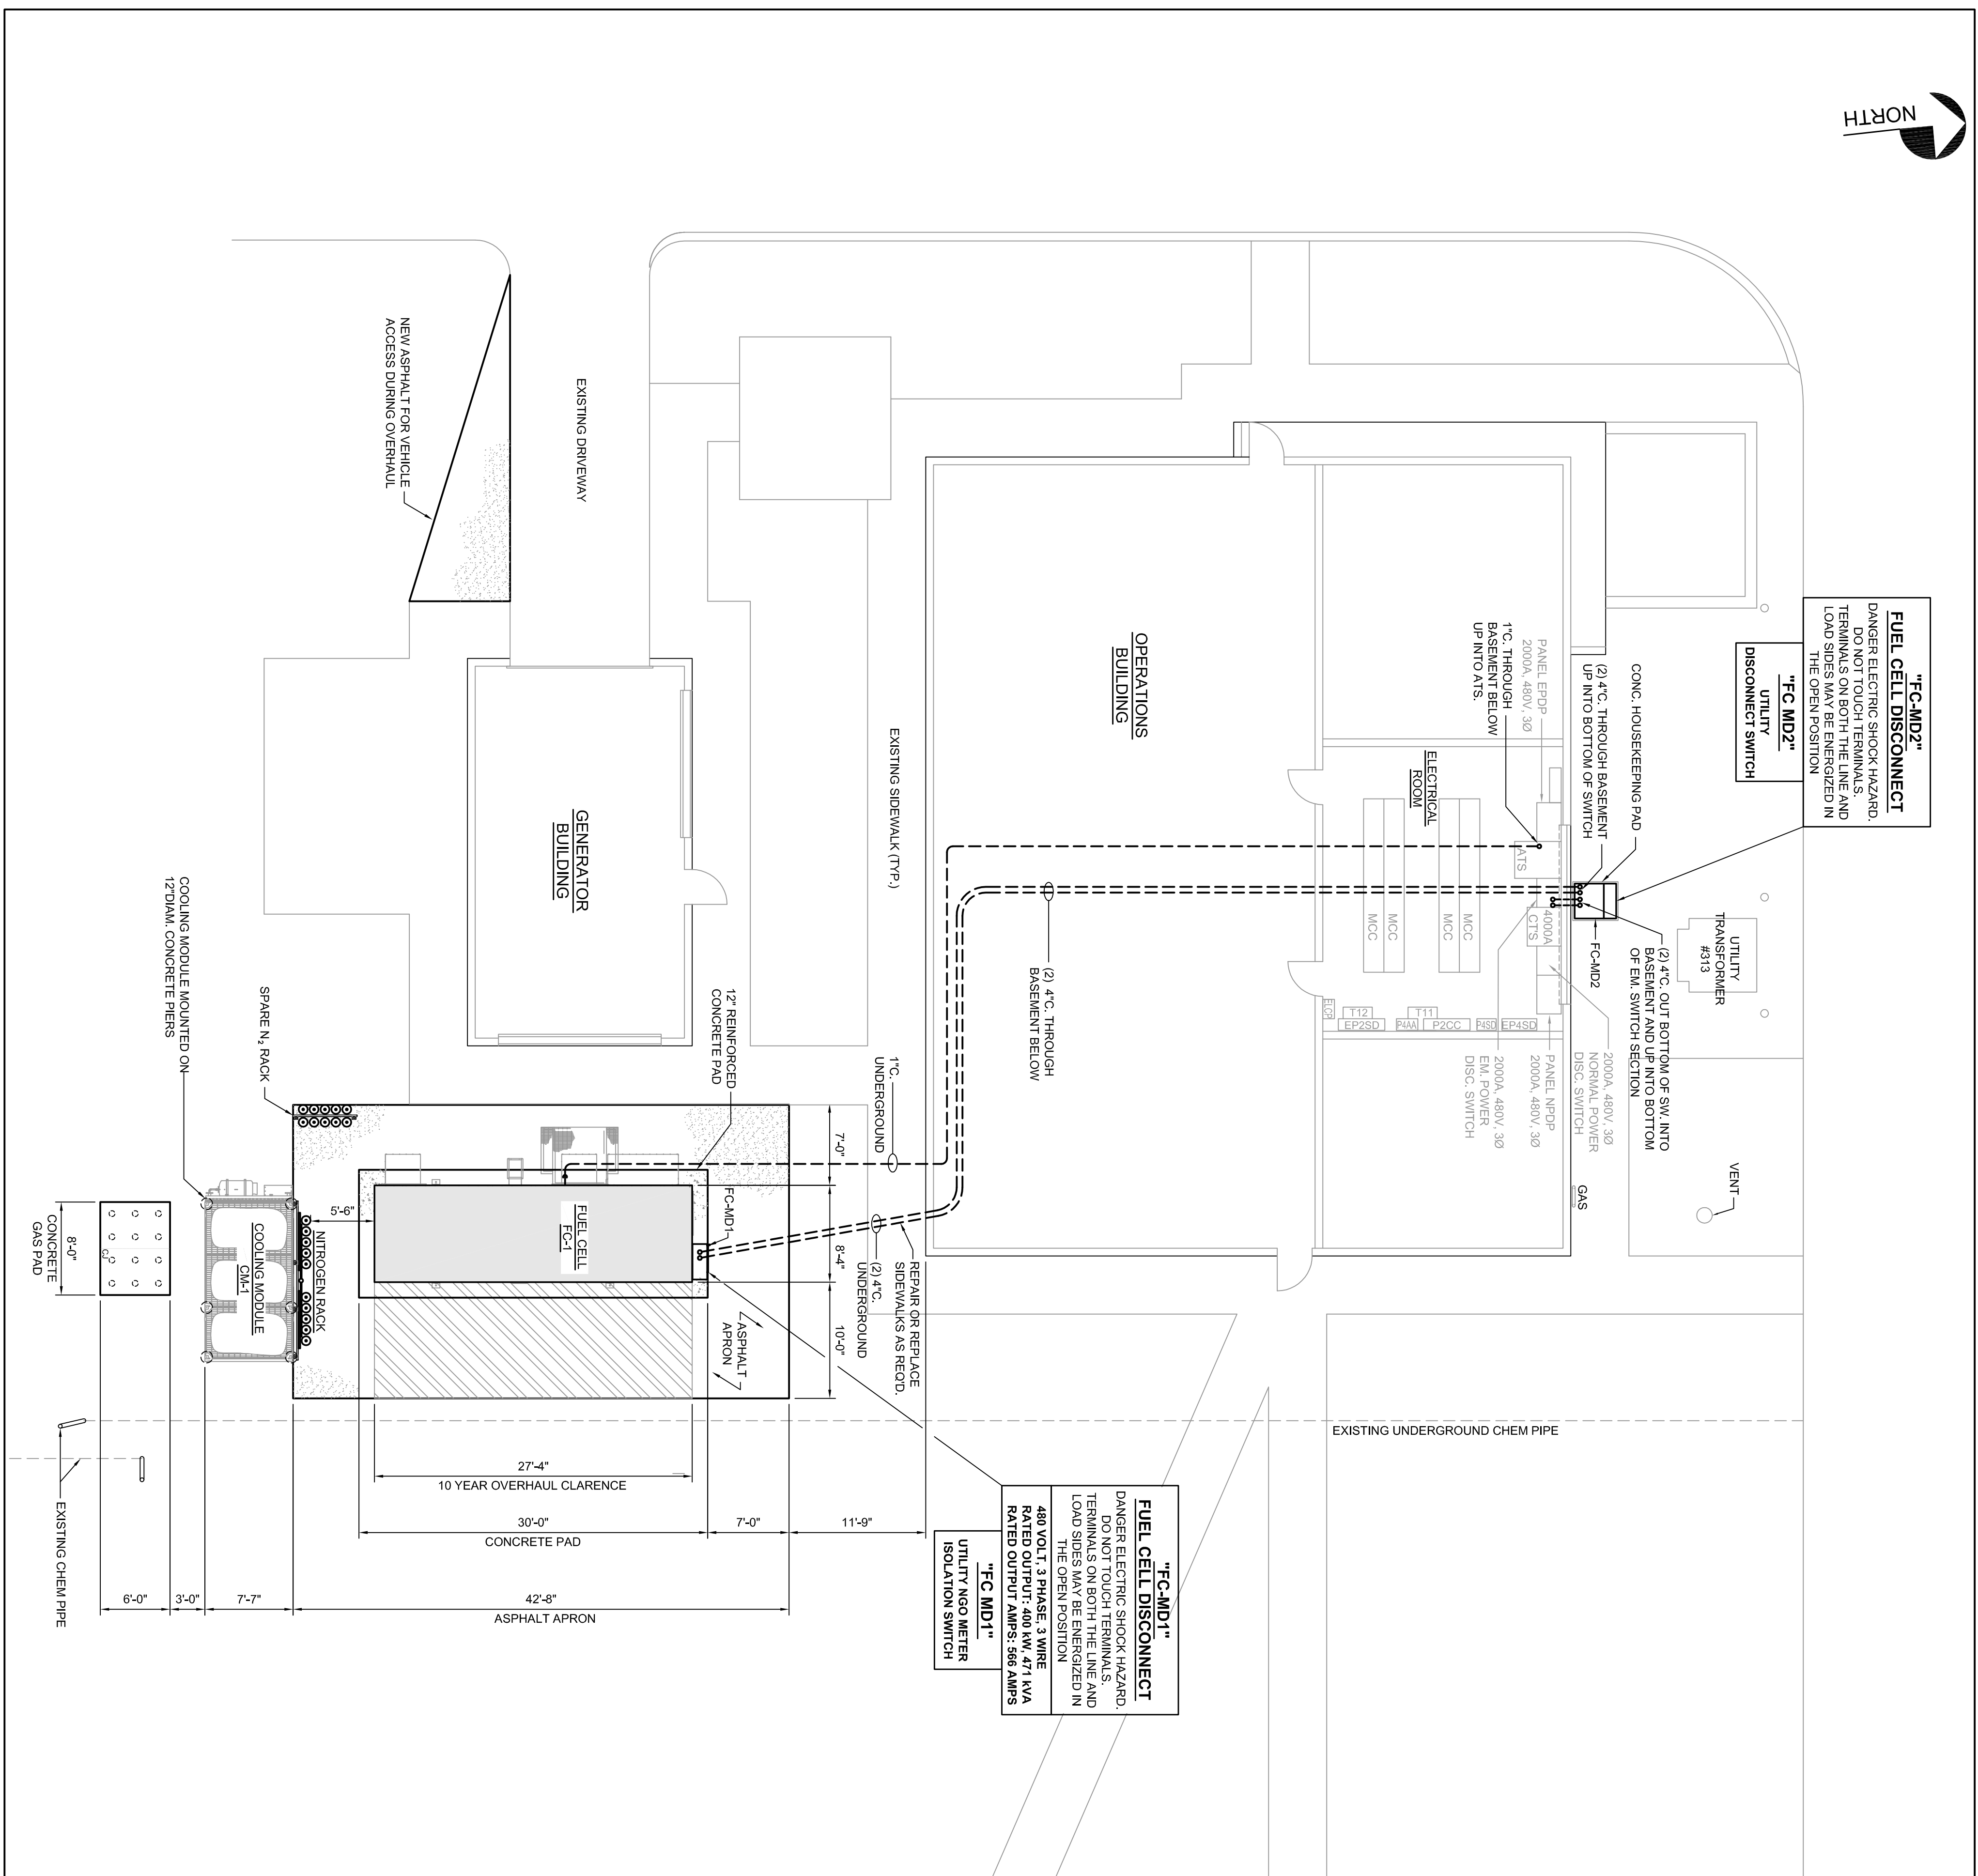 NORTH
"FC-MD2"
FUEL CELL DISCONNECT
DANGER ELECTRIC SHOCK HAZARD.
DO NOT TOUCH TERMINALS.
TERMINALS ON BOTH THE LINE AND
LOAD SIDES MAY BE ENERGIZED IN
THE OPEN POSITION
"FC MD2"
UTILITY
DISCONNECT SWITCH
CONC. HOUSEKEEPING PAD
(2) 4"C. THROUGH BASEMENT
UP INTO BOTTOM OF SWITCH
PANEL EPDP
2000A, 480V, 3Ø
1"C. THROUGH
BASEMENT BELOW
UP INTO ATS.
UTILITY
TRANSFORMER
#313
FC-MD2
(2) 4"C. OUT BOTTOM OF SW. INTO
BASEMENT AND UP INTO BOTTOM
OF EM. SWITCH SECTION
2000A, 480V, 3Ø
NORMAL POWER
DISC. SWITCH
PANEL NPDP
2000A, 480V, 3Ø
2000A, 480V, 3Ø
EM. POWER
DISC. SWITCH
VENT
GAS
ATS
4000A
CT'S
ELECTRICAL
ROOM
MCC
MCC
MCC
MCC
EP4SD
P4SD
P2CC
T11
P4AA
EP2SD
T12
OPERATIONS
BUILDING
(2) 4"C. THROUGH
BASEMENT BELOW
EXISTING SIDEWALK (TYP.)
EXISTING DRIVEWAY
NEW ASPHALT FOR VEHICLE
ACCESS DURING OVERHAUL
GENERATOR
BUILDING
1"C.
UNDERGROUND
12" REINFORCED
CONCRETE PAD
SPARE N2 RACK
COOLING MODULE MOUNTED ON
12"DIAM. CONCRETE PIERS
FC-MD1
FUEL CELL
FC-1
7'-0"
8'-4"
10'-0"
5'-6"
NITROGEN RACK
COOLING MODULE
CM-1
CJ
8'-0"
CONCRETE
GAS PAD
REPAIR OR REPLACE
SIDEWALKS AS REQ'D.
(2) 4"C.
UNDERGROUND
ASPHALT
APRON
EXISTING UNDERGROUND CHEM PIPE
27'-4"
10 YEAR OVERHAUL CLARENCE
30'-0"
CONCRETE PAD
7'-0"
11'-9"
6'-0"
3'-0"
7'-7"
42'-8"
ASPHALT APRON
EXISTING CHEM PIPE
"FC-MD1"
FUEL CELL DISCONNECT
DANGER ELECTRIC SHOCK HAZARD.
DO NOT TOUCH TERMINALS.
TERMINALS ON BOTH THE LINE AND
LOAD SIDES MAY BE ENERGIZED IN
THE OPEN POSITION
480 VOLT, 3 PHASE, 3 WIRE
RATED OUTPUT: 400 kW, 471 kVA
RATED OUTPUT AMPS: 566 AMPS
"FC MD1"
UTILITY NGO METER
ISOLATION SWITCH